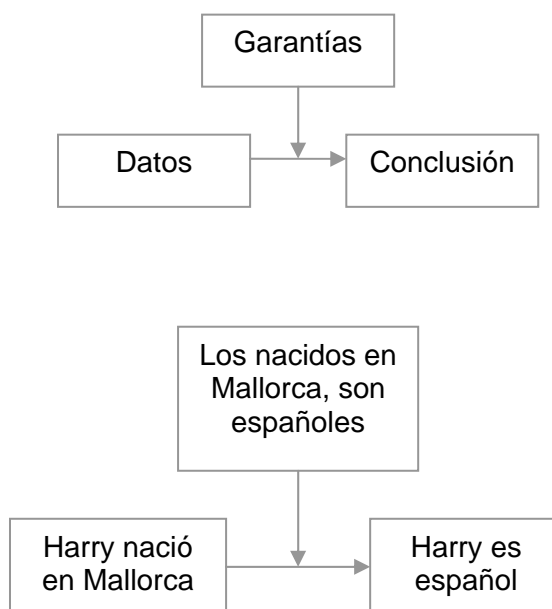 Garantías
Datos
Conclusión
Los nacidos en
Mallorca, son
españoles
Harry nació
en Mallorca
Harry es
español